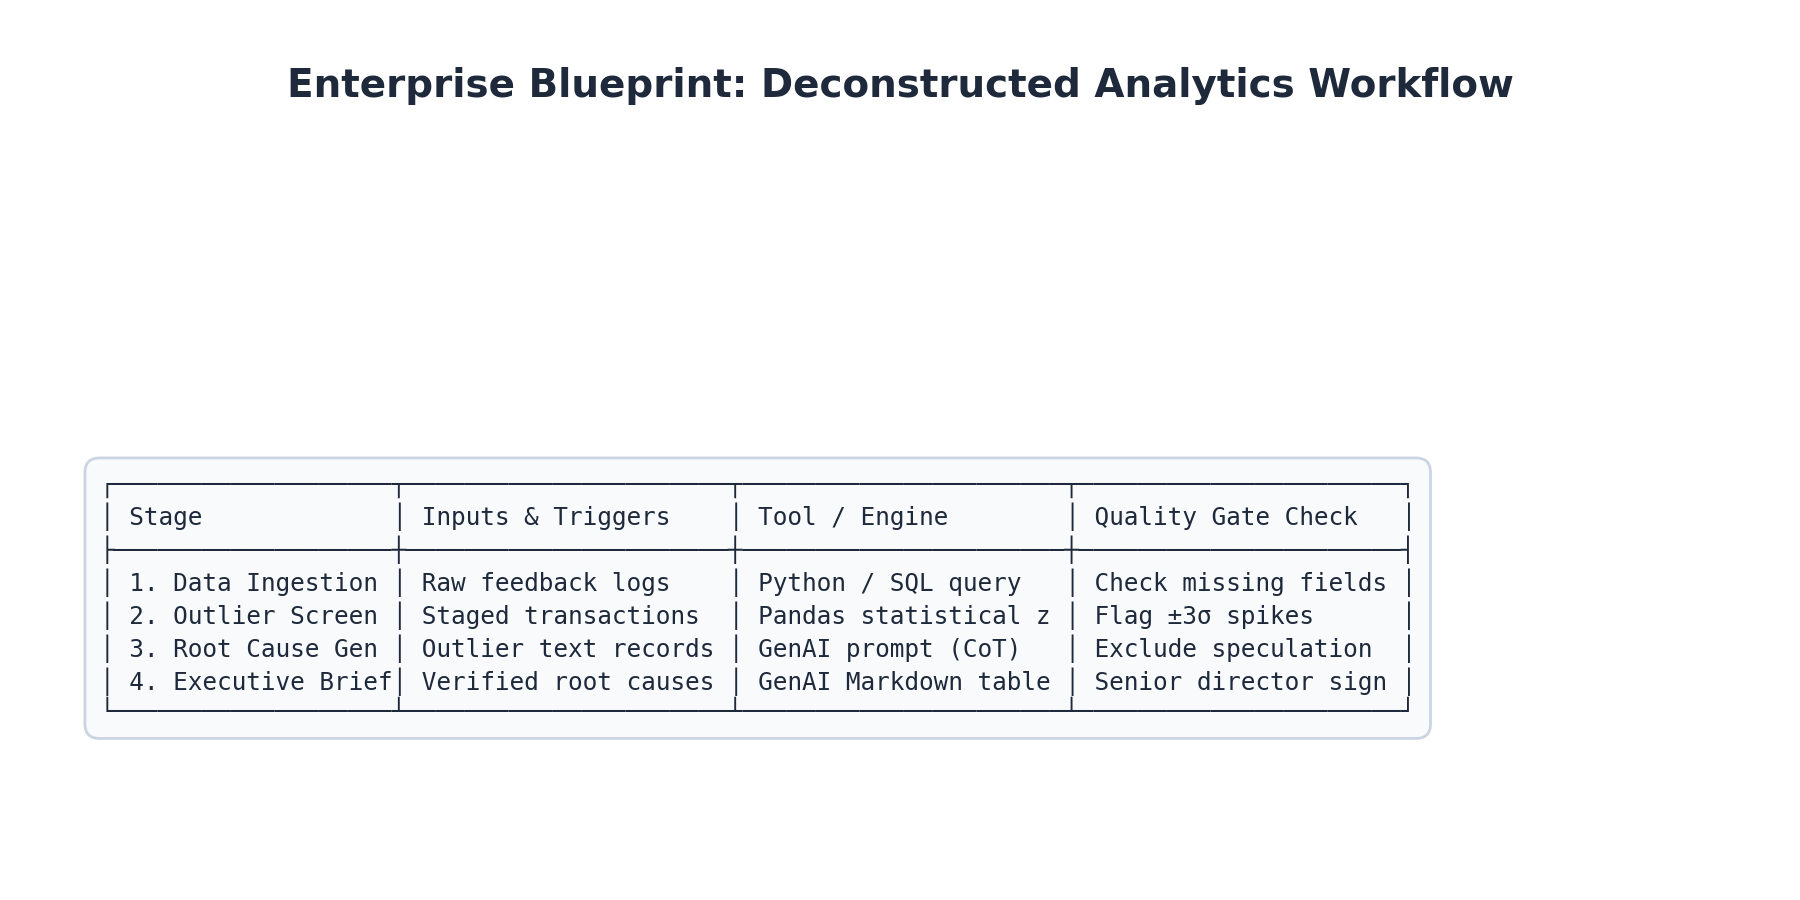 Enterprise Blueprint: Deconstructed Analytics Workflow
Stage | Inputs & Triggers | Tool / Engine | Quality Gate Check
1. Data Ingestion | Raw feedback logs | Python / SQL query | Check missing fields
2. Outlier Screen | Staged transactions | Pandas statistical z | Flag ±3σ spikes
3. Root Cause Gen | Outlier text records | GenAI prompt (CoT) | Exclude speculation
4. Executive Brief | Verified root causes | GenAI Markdown table | Senior director sign